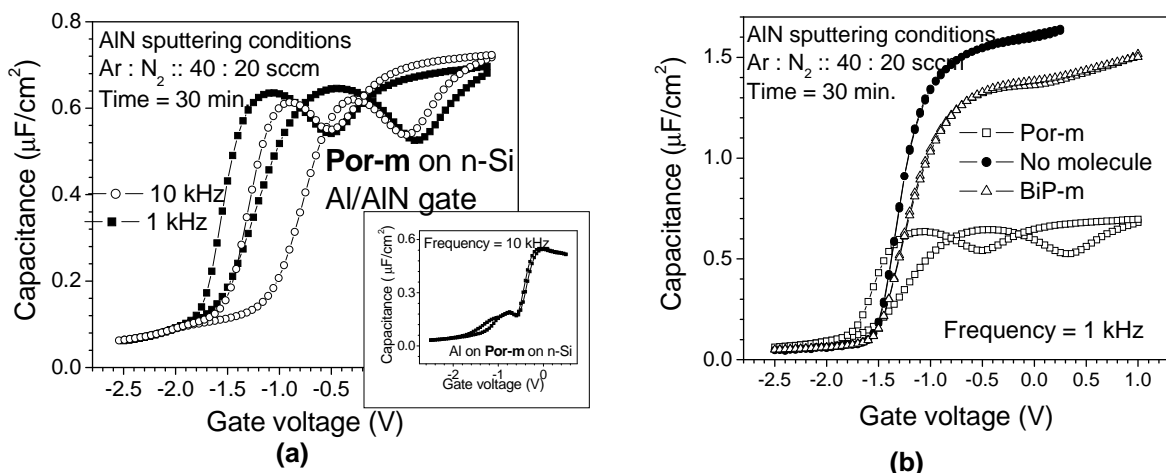 AlN sputtering conditions
Ar : N2 :: 40 : 20 sccm
Time = 30 min.
Por-m on n-Si
Al/AlN gate
10 kHz
1 kHz
Capacitance (μF/cm2)
0.8
0.6
0.4
0.2
0.0
-2.5 -2.0 -1.5 -1.0 -0.5
Gate voltage (V)
(a)
Frequency = 10 kHz
Capacitance ( μF/cm2)
0.6
0.3
0.0
Al on Por-m on n-Si
-2 -1 0
Gate voltage (V)
AlN sputtering conditions
Ar : N2 :: 40 : 20 sccm
Time = 30 min.
Por-m
No molecule
BiP-m
Frequency = 1 kHz
Capacitance (μF/cm2)
1.5
1.0
0.5
0.0
-2.5 -2.0 -1.5 -1.0 -0.5 0.0 0.5 1.0
Gate voltage (V)
(b)